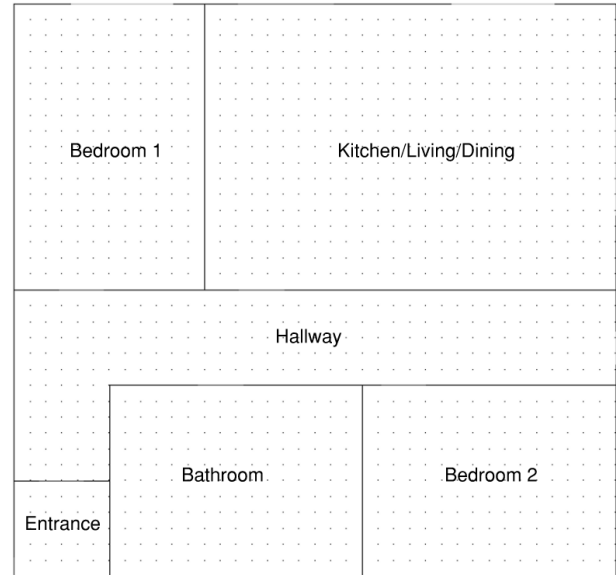 Bedroom 1
Kitchen/Living/Dining
Hallway
Bathroom
Bedroom 2
Entrance